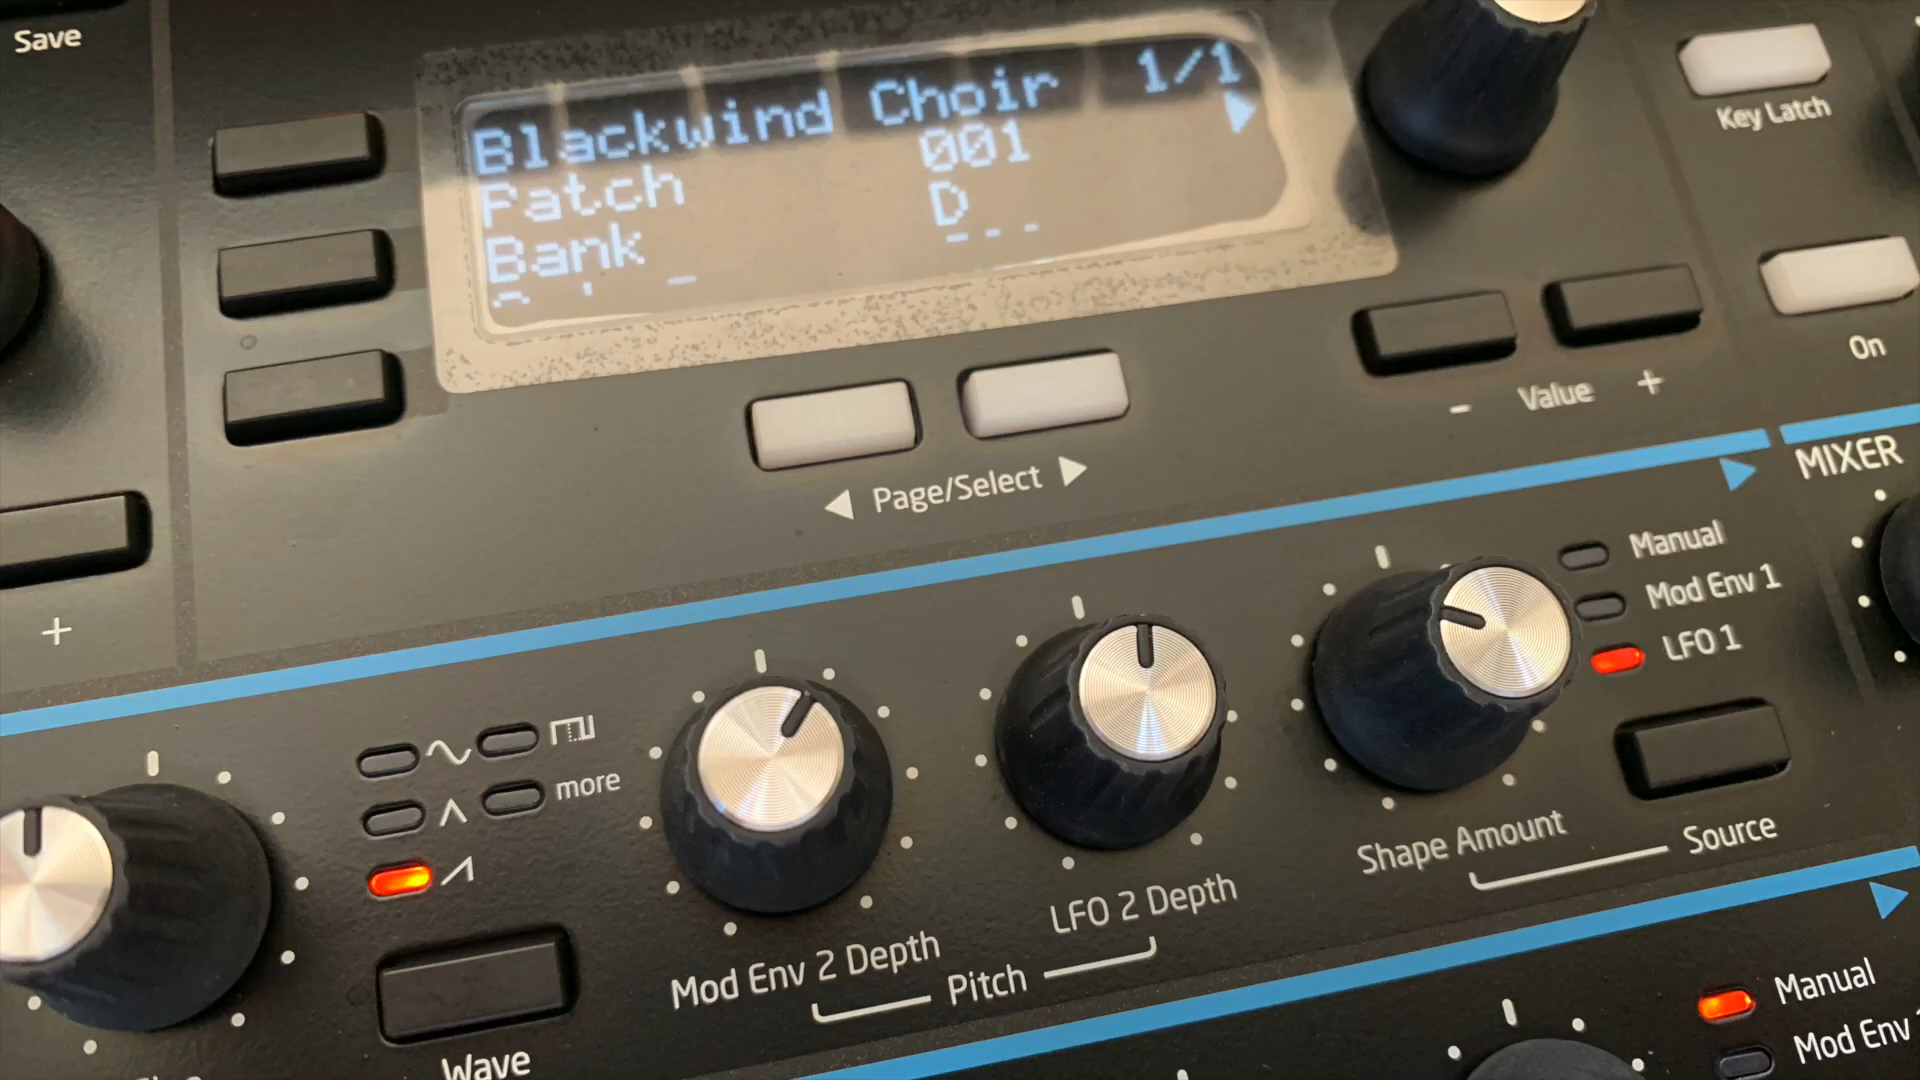 Save
Blackwind Choir 1/1
Patch 001
Bank D
Key Latch
On
- Value +
Page/Select
MIXER
+
Manual
Mod Env 1
LFO 1
more
Shape Amount
Source
LFO 2 Depth
Mod Env 2 Depth
Pitch
Wave
Manual
Mod Env